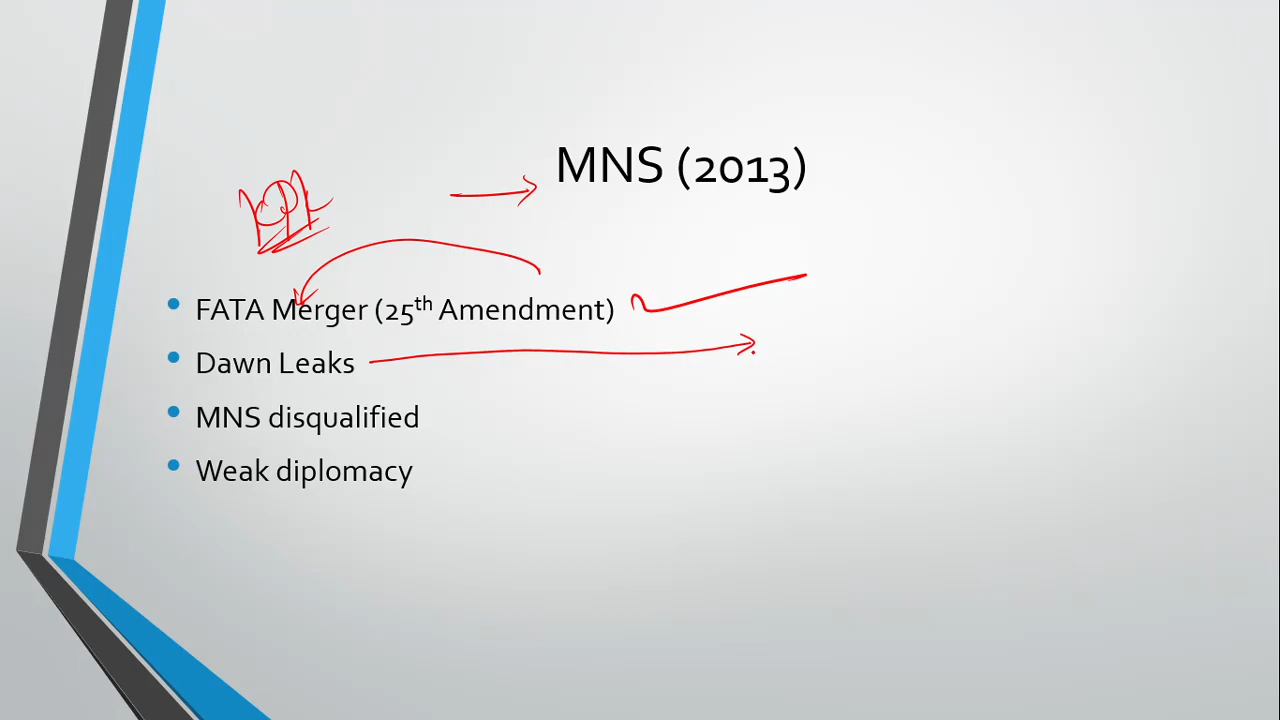 MNS (2013)
FATA Merger (25th Amendment)
Dawn Leaks
MNS disqualified
Weak diplomacy